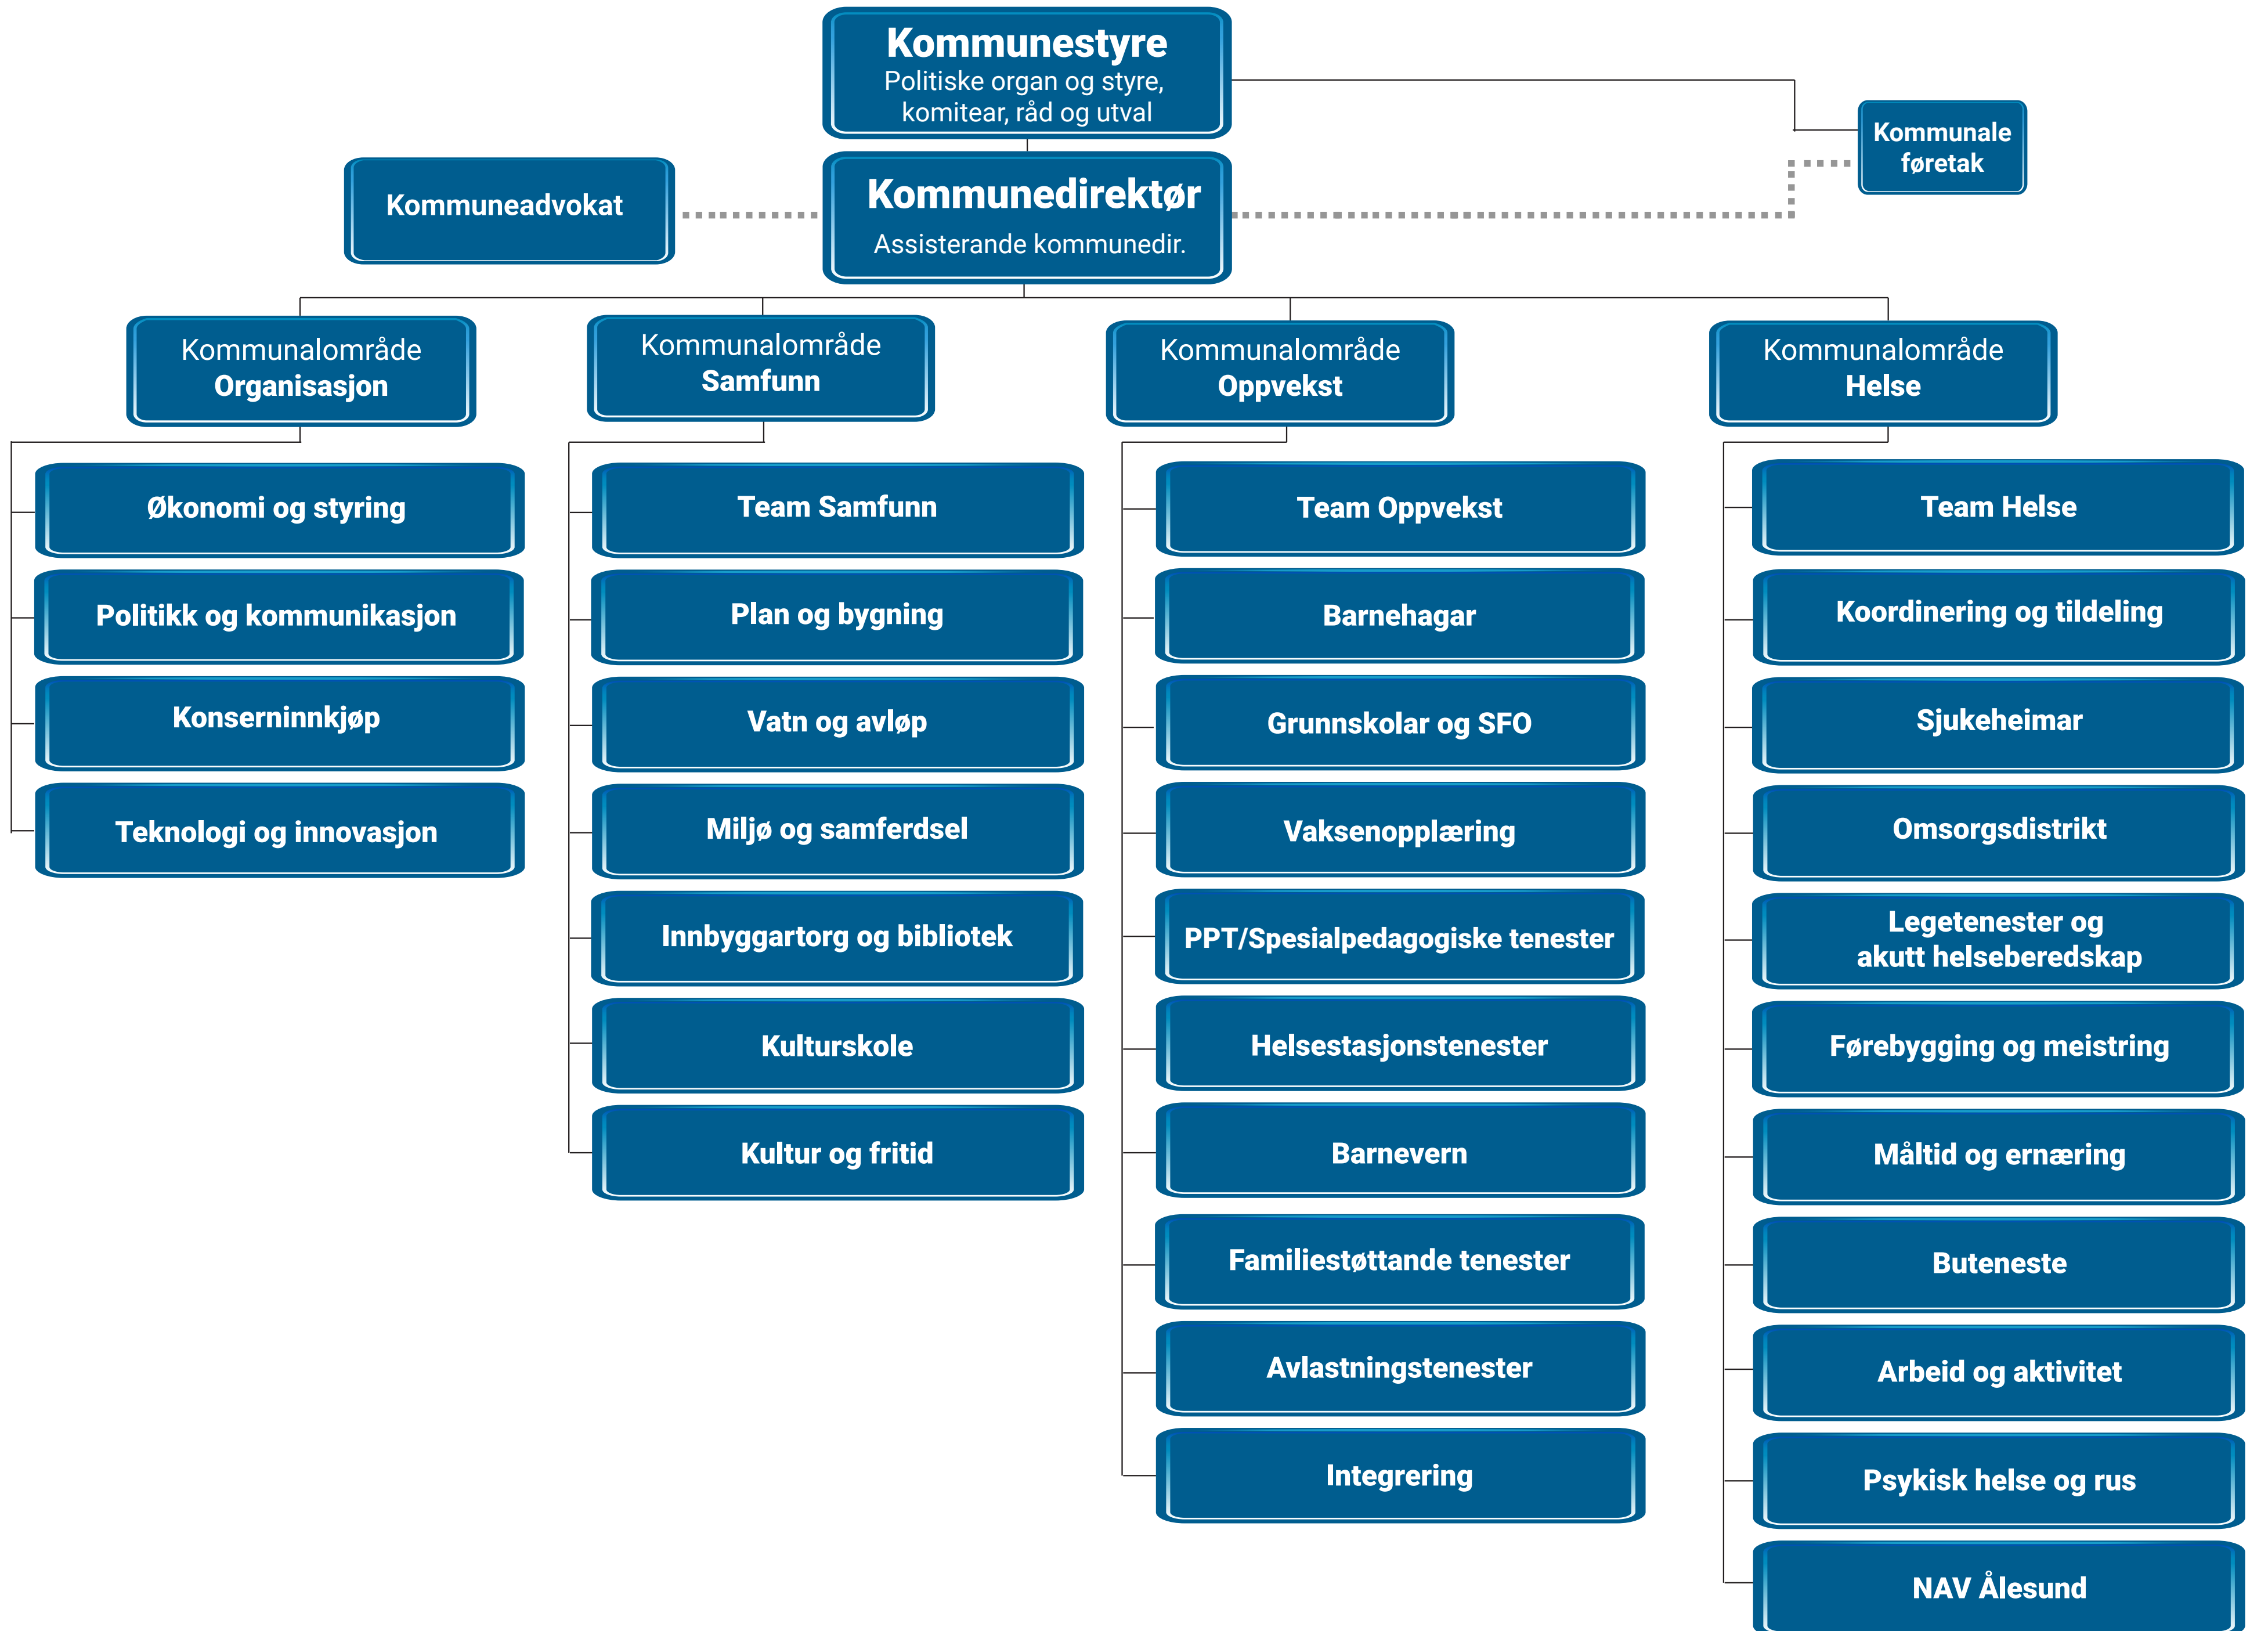 Kommunestyre
Politiske organ og styre,
komitear, råd og utval
Kommunale
føretak
Kommuneadvokat
Kommunedirektør
Assisterande kommunedir.
Kommunalområde
Organisasjon
Økonomi og styring
Politikk og kommunikasjon
Konserninnkjøp
Teknologi og innovasjon
Kommunalområde
Samfunn
Team Samfunn
Plan og bygning
Vatn og avløp
Miljø og samferdsel
Innbyggartorg og bibliotek
Kulturskole
Kultur og fritid
Kommunalområde
Oppvekst
Team Oppvekst
Barnehagar
Grunnskolar og SFO
Vaksenopplæring
PPT/Spesialpedagogiske tenester
Helsestasjonstenester
Barnevern
Familiestøttande tenester
Avlastningstenester
Integrering
Kommunalområde
Helse
Team Helse
Koordinering og tildeling
Sjukeheimar
Omsorgsdistrikt
Legetenester og
akutt helseberedskap
Førebygging og meistring
Måltid og ernæring
Buteneste
Arbeid og aktivitet
Psykisk helse og rus
NAV Ålesund